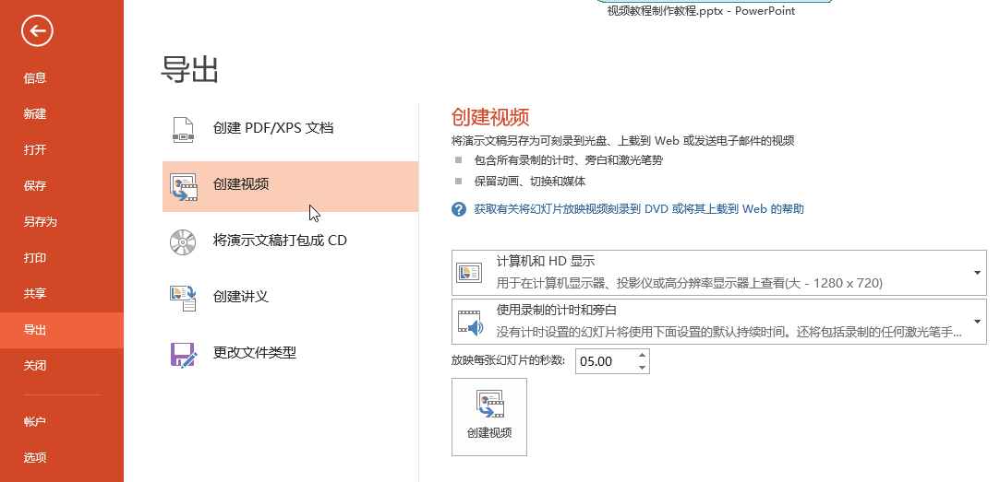 视频教程制作教程.pptx - PowerPoint
信息
新建
打开
保存
另存为
打印
共享
导出
关闭
帐户
选项
导出
创建 PDF/XPS 文档
创建视频
将演示文稿打包成 CD
创建讲义
更改文件类型
创建视频
将演示文稿另存为可刻录到光盘、上载到 Web 或发送电子邮件的视频
包含所有录制的计时、旁白和激光笔势
保留动画、切换和媒体
获取有关将幻灯片放映视频刻录到 DVD 或将其上载到 Web 的帮助
计算机和 HD 显示
用于在计算机显示器、投影仪或高分辨率显示器上查看(大 - 1280 x 720)
使用录制的计时和旁白
没有计时设置的幻灯片将使用下面设置的默认持续时间。还将包括录制的任何激光笔手...
放映每张幻灯片的秒数: 05.00
创建视频